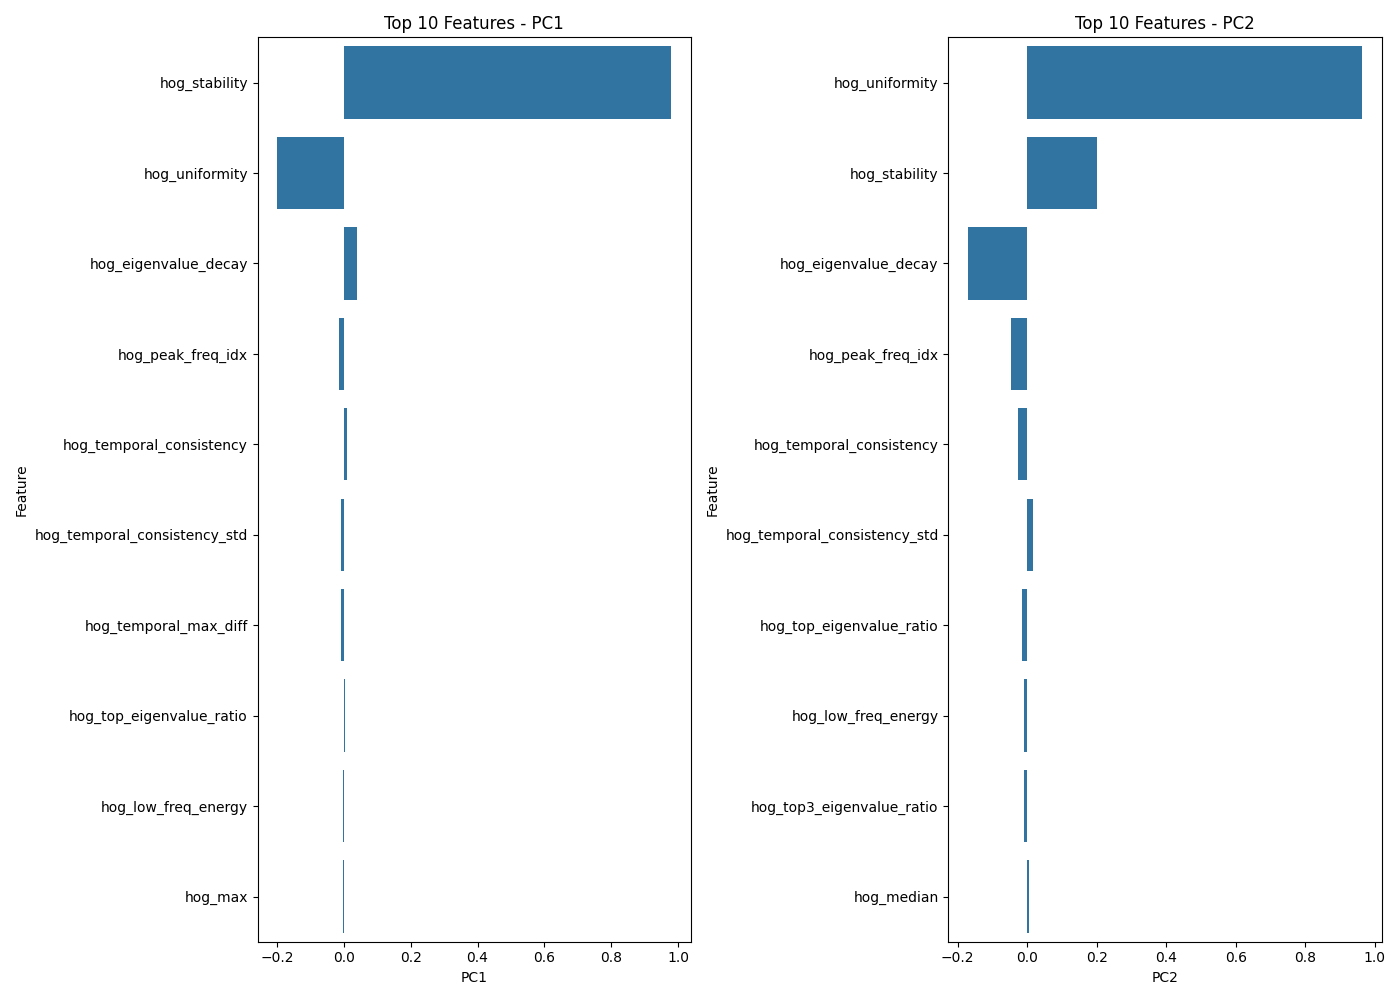 Top 10 Features - PC1
Feature
hog_stability
hog_uniformity
hog_eigenvalue_decay
hog_peak_freq_idx
hog_temporal_consistency
hog_temporal_consistency_std
hog_temporal_max_diff
hog_top_eigenvalue_ratio
hog_low_freq_energy
hog_max
−0.2 0.0 0.2 0.4 0.6 0.8 1.0
PC1
Top 10 Features - PC2
Feature
hog_uniformity
hog_stability
hog_eigenvalue_decay
hog_peak_freq_idx
hog_temporal_consistency
hog_temporal_consistency_std
hog_top_eigenvalue_ratio
hog_low_freq_energy
hog_top3_eigenvalue_ratio
hog_median
−0.2 0.0 0.2 0.4 0.6 0.8 1.0
PC2